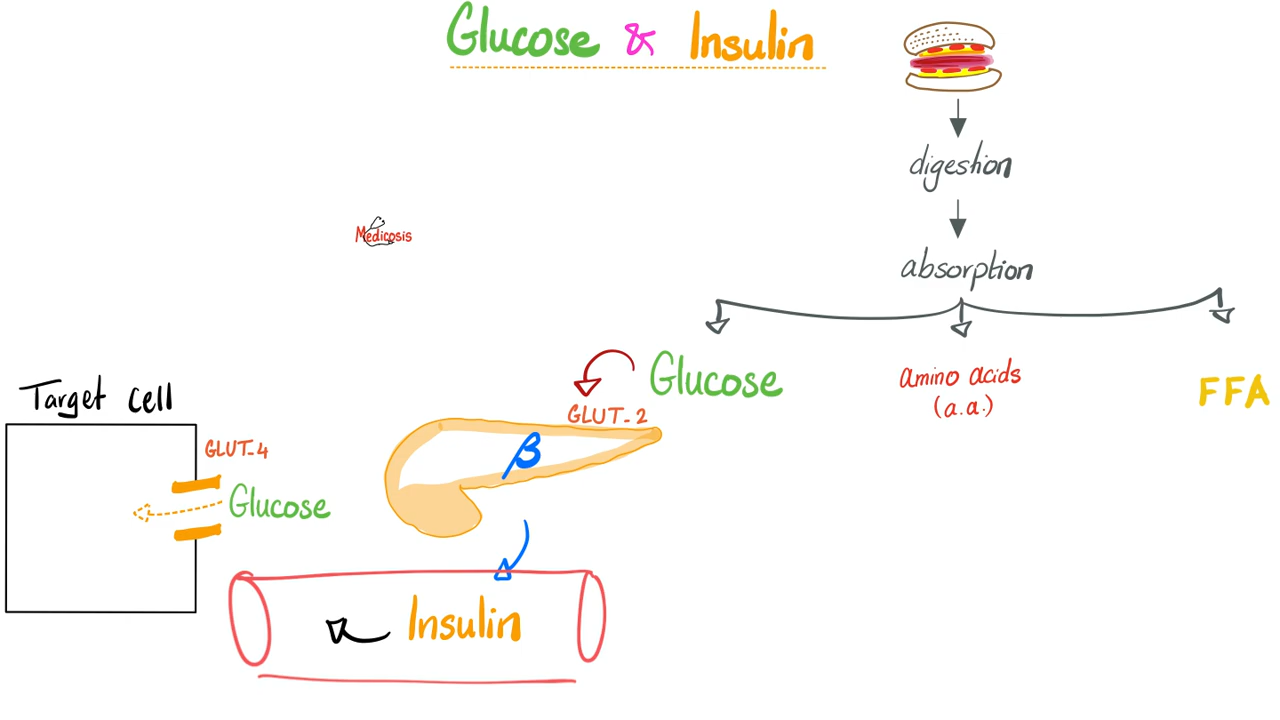 Glucose & Insulin
digestion
absorption
Glucose
amino acids
(a.a.)
FFA
Medicosis
GLUT-2
β
Target cell
GLUT-4
Glucose
Insulin